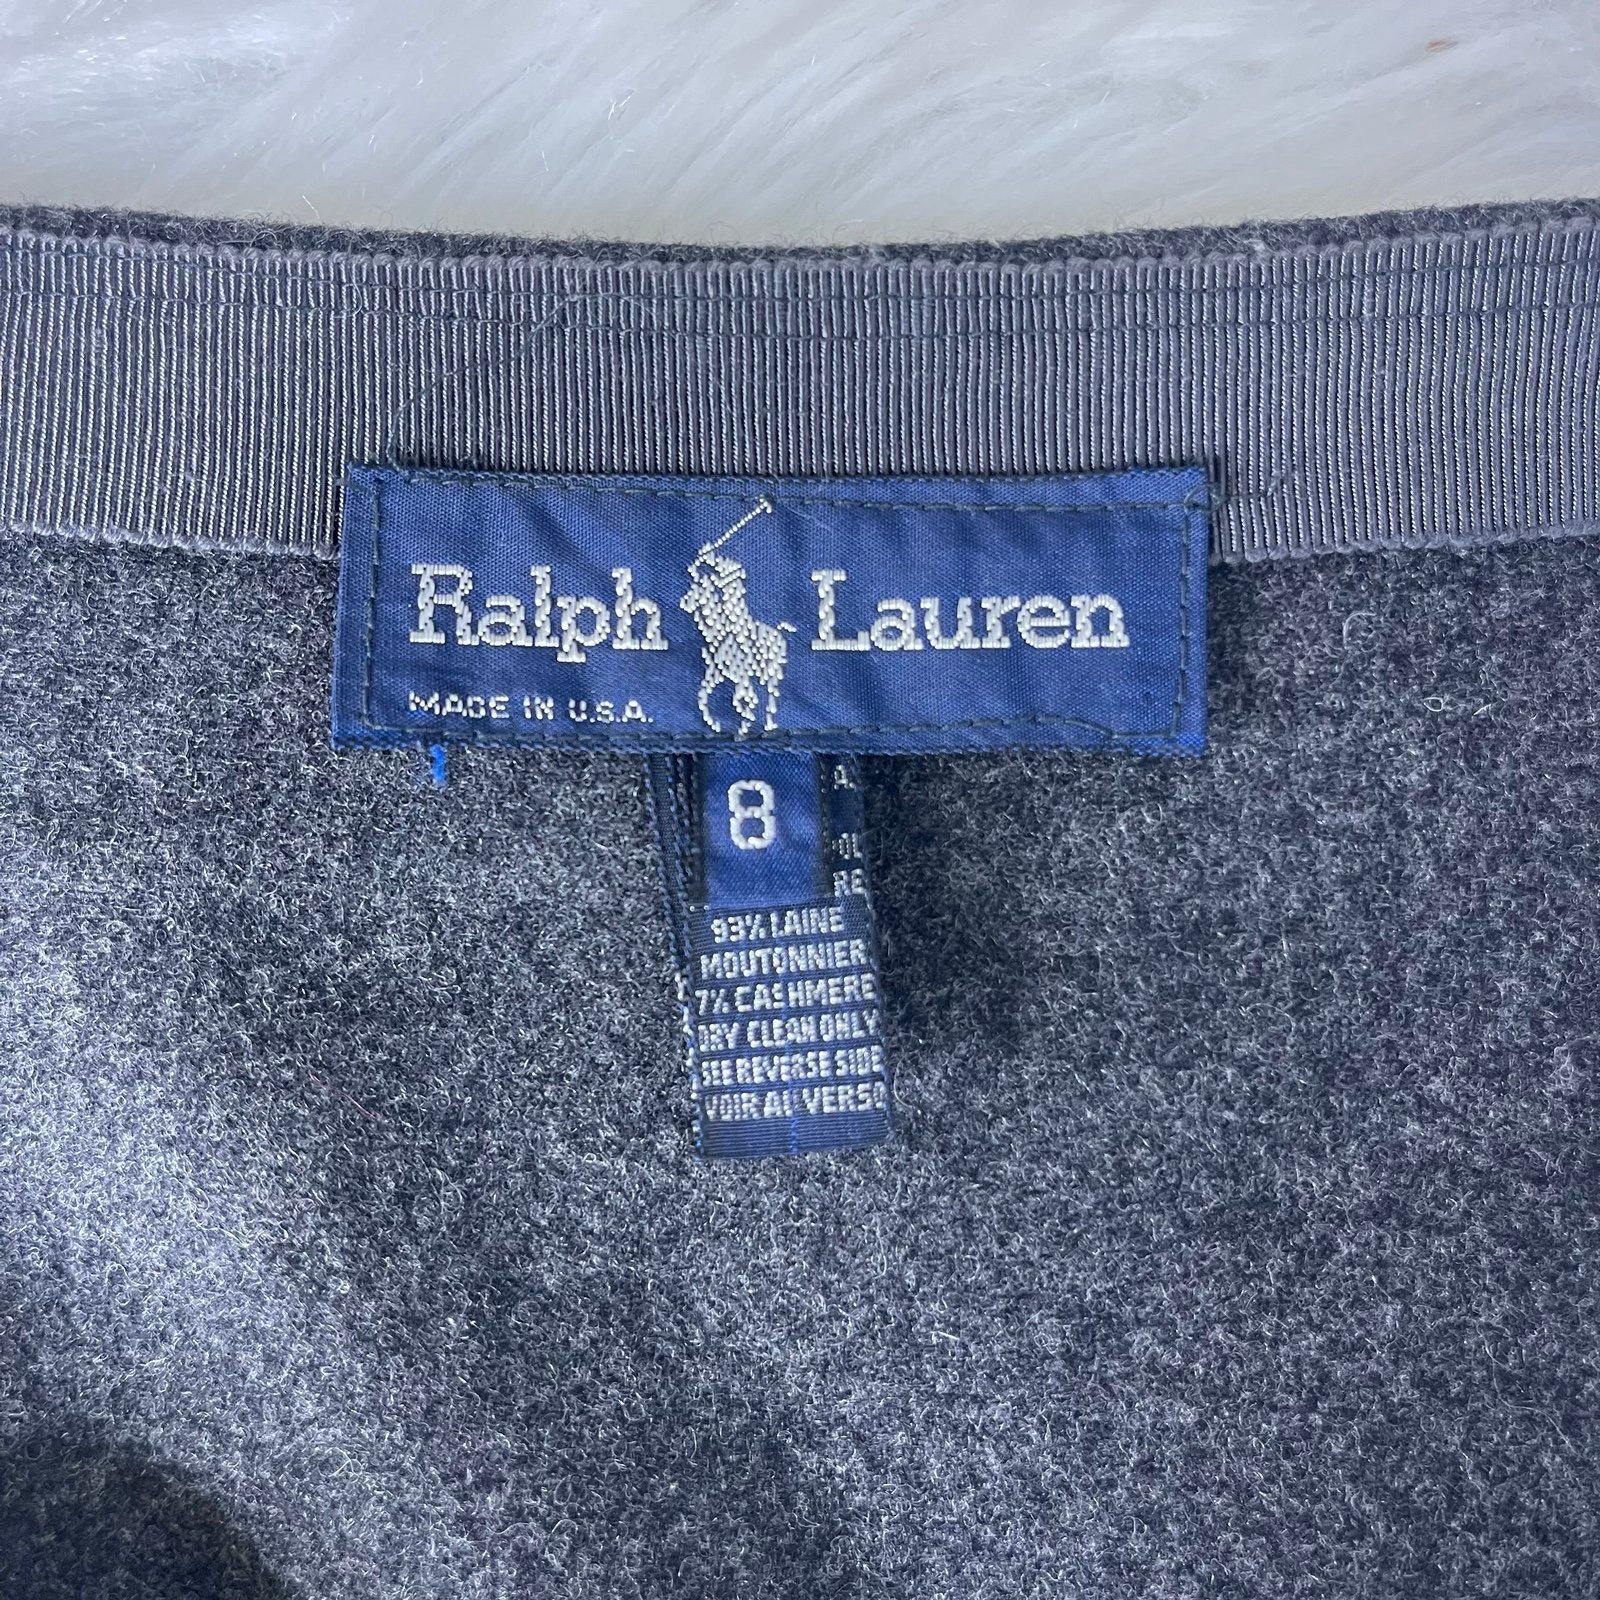 Ralph Lauren
MADE IN U.S.A.
8
93% LAINE
MOUTONNIER
7% CASHMERE
DRY CLEAN ONLY
SEE REVERSE SIDE
VOIR AU VERSO